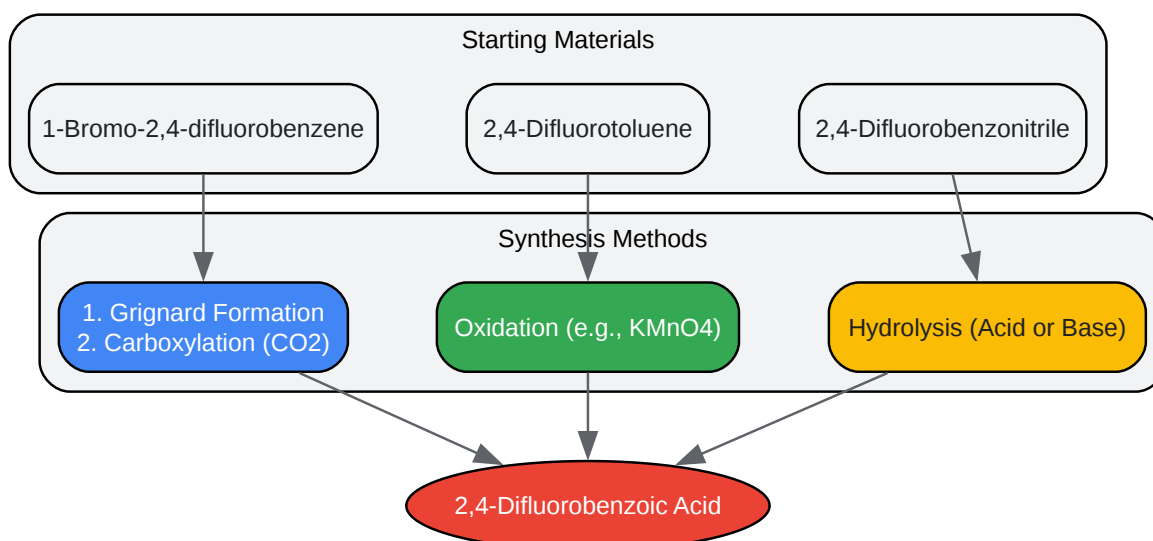 Starting Materials
1-Bromo-2,4-difluorobenzene
2,4-Difluorotoluene
2,4-Difluorobenzonitrile
Synthesis Methods
1. Grignard Formation
2. Carboxylation (CO2)
Oxidation (e.g., KMnO4)
Hydrolysis (Acid or Base)
2,4-Difluorobenzoic Acid